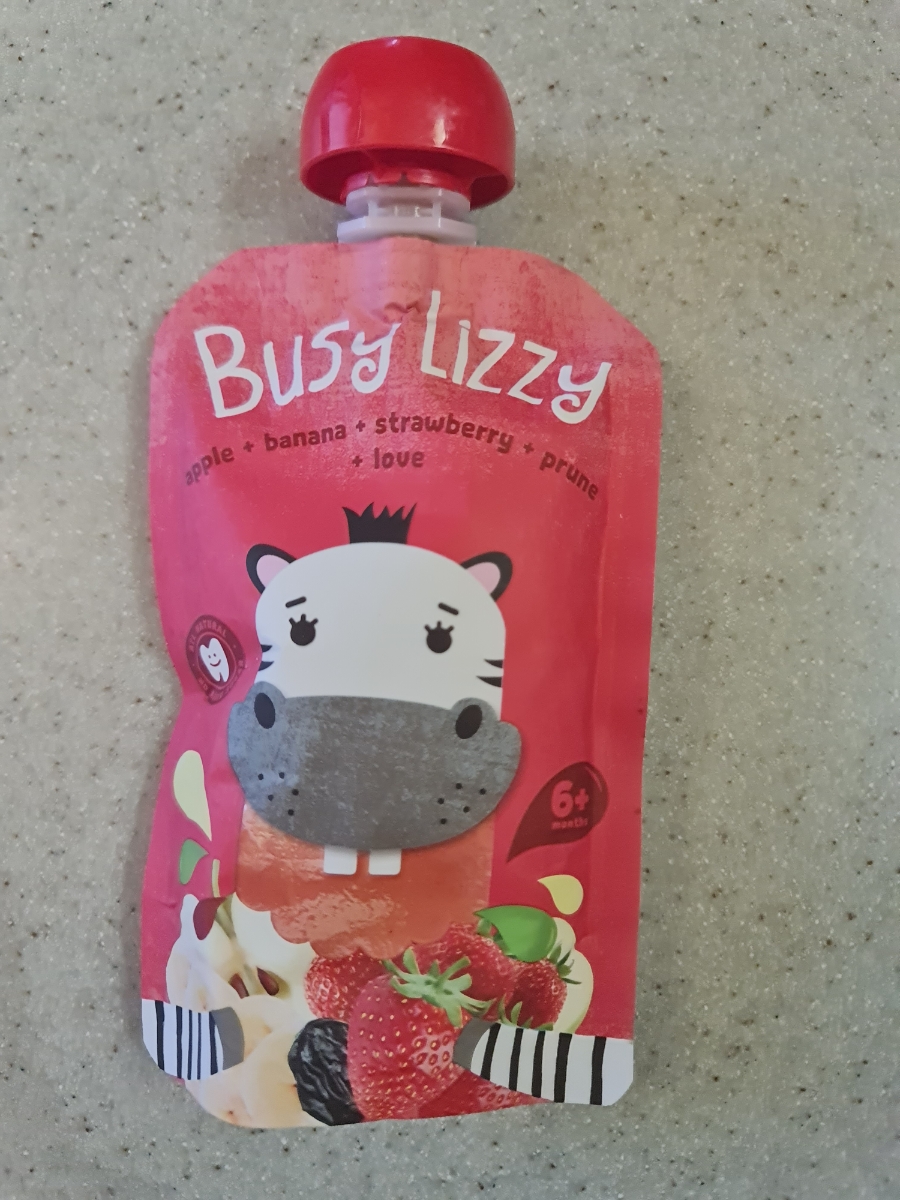 Busy Lizzy
apple + banana + strawberry + prune
+ love
6+
months